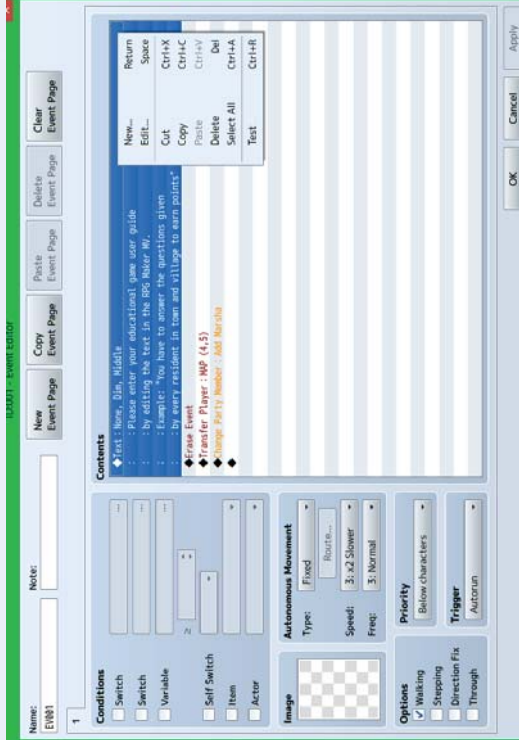 ID:001 - Event Editor
Name:
EV001
Note:
New
Event Page
Copy
Event Page
Paste
Event Page
Delete
Event Page
Clear
Event Page
1
Conditions
Switch ...
Switch ...
Variable ...
≥
Self Switch
Item
Actor
Image
Autonomous Movement
Type: Fixed
Route...
Speed: 3: x2 Slower
Freq: 3: Normal
Options
Walking
Stepping
Direction Fix
Through
Priority
Below characters
Trigger
Autorun
Contents
◆Text : None, Dim, Middle
: : Please enter your educational game user guide
: : by editing the text in the RPG Maker MV.
: : Example: "You have to answer the questions given
: : by every resident in town and village to earn points"
◆Erase Event
◆Transfer Player : MAP (4,5)
◆Change Party Member : Add Marsha
◆
New... Return
Edit... Space
Cut Ctrl+X
Copy Ctrl+C
Paste Ctrl+V
Delete Del
Select All Ctrl+A
Test Ctrl+R
OK
Cancel
Apply